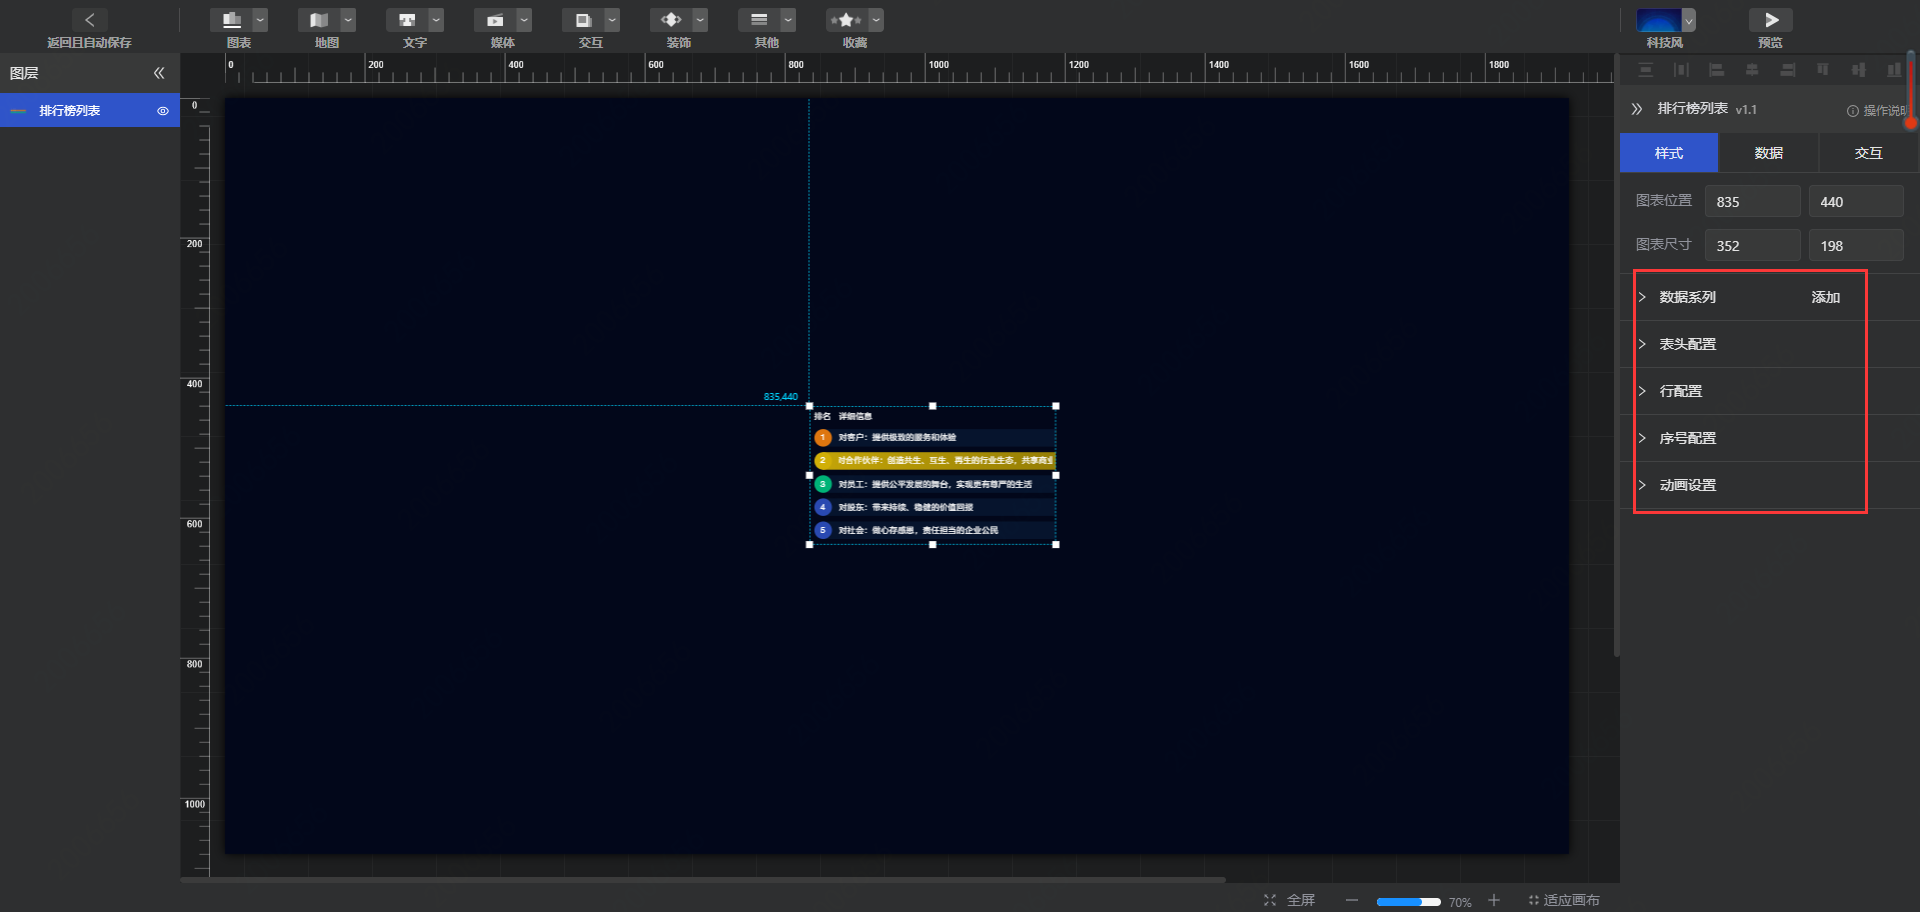 返回且自动保存
图表
地图
文字
媒体
交互
装饰
其他
收藏
科技风
预览
图层
排行榜列表
0
200
400
600
800
1000
1200
1400
1600
1800
0
200
400
600
800
1000
835,440
排名 详细信息
1 对客户：提供极致的服务和体验
2 对合作伙伴：创造共生、互生、再生的行业生态，共享商业
3 对员工：提供公平发展的舞台，实现更有尊严的生活
4 对股东：带来持续、稳健的价值回报
5 对社会：做心存感恩，责任担当的企业公民
排行榜列表 v1.1
操作说明
样式 数据 交互
图表位置 835 440
图表尺寸 352 198
数据系列 添加
表头配置
行配置
序号配置
动画设置
全屏
70%
适应画布